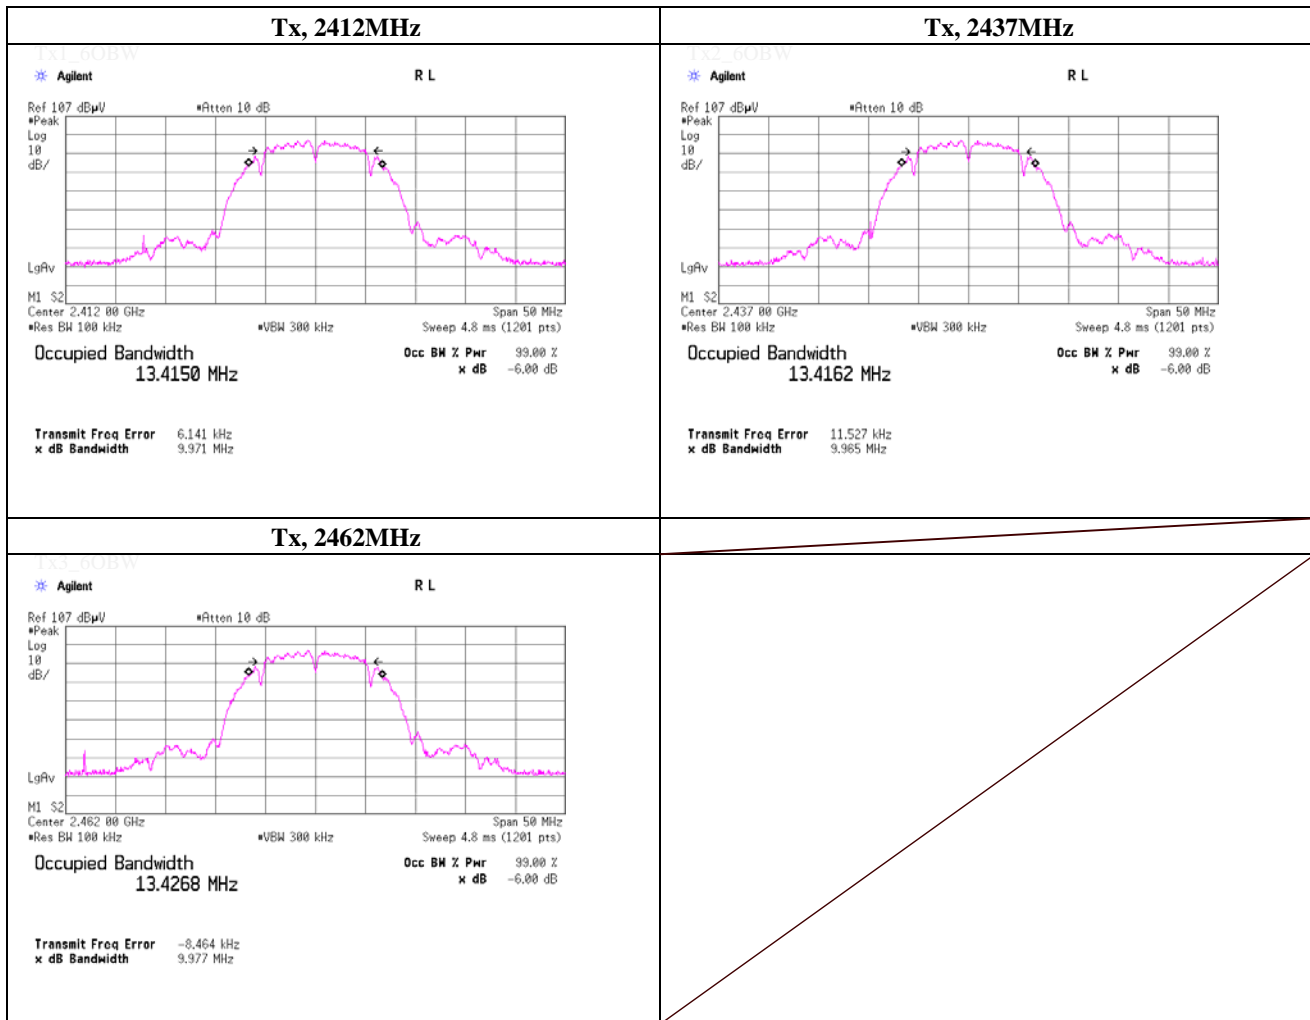 Tx, 2412MHz
Tx1_6OBW
Agilent
R L
Ref 107 dBµV
#Atten 10 dB
#Peak
Log
10
dB/
LgAv
M1 S2
Center 2.412 00 GHz
Span 50 MHz
#Res BW 100 kHz
#VBW 300 kHz
Sweep 4.8 ms (1201 pts)
Occupied Bandwidth
13.4150 MHz
Occ BW % Pwr 99.00 %
x dB -6.00 dB
Transmit Freq Error 6.141 kHz
x dB Bandwidth 9.971 MHz
Tx, 2437MHz
Tx2_6OBW
Agilent
R L
Ref 107 dBµV
#Atten 10 dB
#Peak
Log
10
dB/
LgAv
M1 S2
Center 2.437 00 GHz
Span 50 MHz
#Res BW 100 kHz
#VBW 300 kHz
Sweep 4.8 ms (1201 pts)
Occupied Bandwidth
13.4162 MHz
Occ BW % Pwr 99.00 %
x dB -6.00 dB
Transmit Freq Error 11.527 kHz
x dB Bandwidth 9.965 MHz
Tx, 2462MHz
Tx3_6OBW
Agilent
R L
Ref 107 dBµV
#Atten 10 dB
#Peak
Log
10
dB/
LgAv
M1 S2
Center 2.462 00 GHz
Span 50 MHz
#Res BW 100 kHz
#VBW 300 kHz
Sweep 4.8 ms (1201 pts)
Occupied Bandwidth
13.4268 MHz
Occ BW % Pwr 99.00 %
x dB -6.00 dB
Transmit Freq Error -8.464 kHz
x dB Bandwidth 9.977 MHz